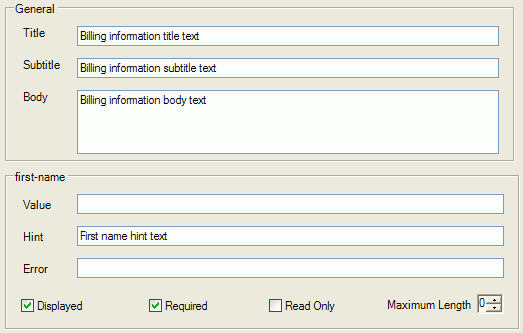 General
Title Billing information title text
Subtitle Billing information subtitle text
Body Billing information body text
first-name
Value
Hint First name hint text
Error
Displayed Required Read Only Maximum Length 0